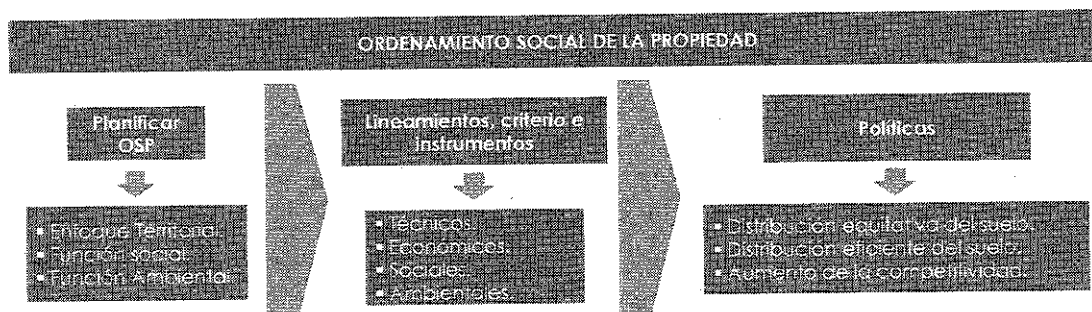 ORDENAMIENTO SOCIAL DE LA PROPIEDAD
Planificar
OSP
▪ Enfoque Territorial.
▪ Función social.
▪ Función Ambiental.
Lineamientos, criterio e
instrumentos
▪ Técnicos.
▪ Económicos.
▪ Sociales.
▪ Ambientales.
Políticas
▪ Distribución equitativa del suelo.
▪ Distribución eficiente del suelo.
▪ Aumento de la competitividad.